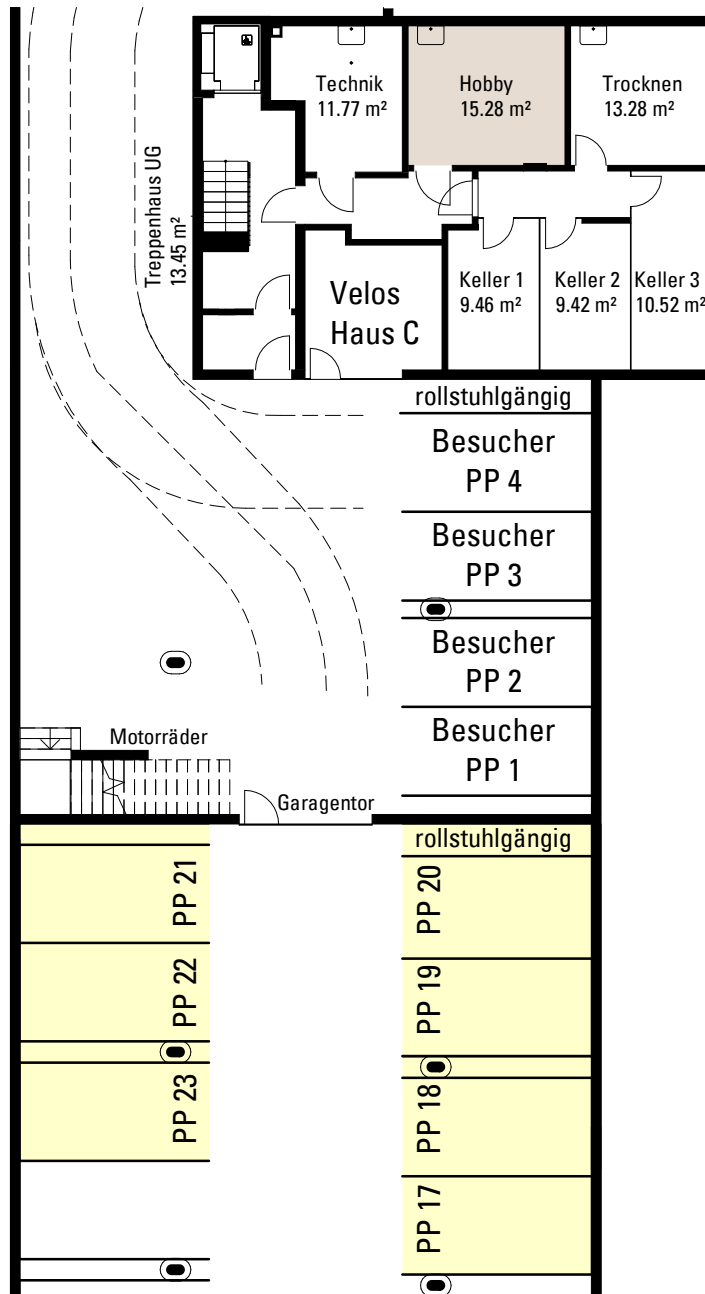 Technik
11.77 m²
Hobby
15.28 m²
Trocknen
13.28 m²
Treppenhaus UG
13.45 m²
Velos
Haus C
Keller 1
9.46 m²
Keller 2
9.42 m²
Keller 3
10.52 m²
rollstuhlgängig
Besucher
PP 4
Besucher
PP 3
Besucher
PP 2
Besucher
PP 1
Motorräder
Garagentor
rollstuhlgängig
PP 21
PP 20
PP 22
PP 19
PP 23
PP 18
PP 17